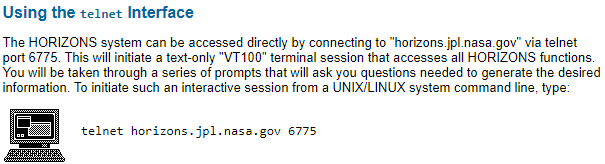 Using the telnet Interface
The HORIZONS system can be accessed directly by connecting to "horizons.jpl.nasa.gov" via telnet
port 6775. This will initiate a text-only "VT100" terminal session that accesses all HORIZONS functions.
You will be taken through a series of prompts that will ask you questions needed to generate the desired
information. To initiate such an interactive session from a UNIX/LINUX system command line, type:
telnet horizons.jpl.nasa.gov 6775